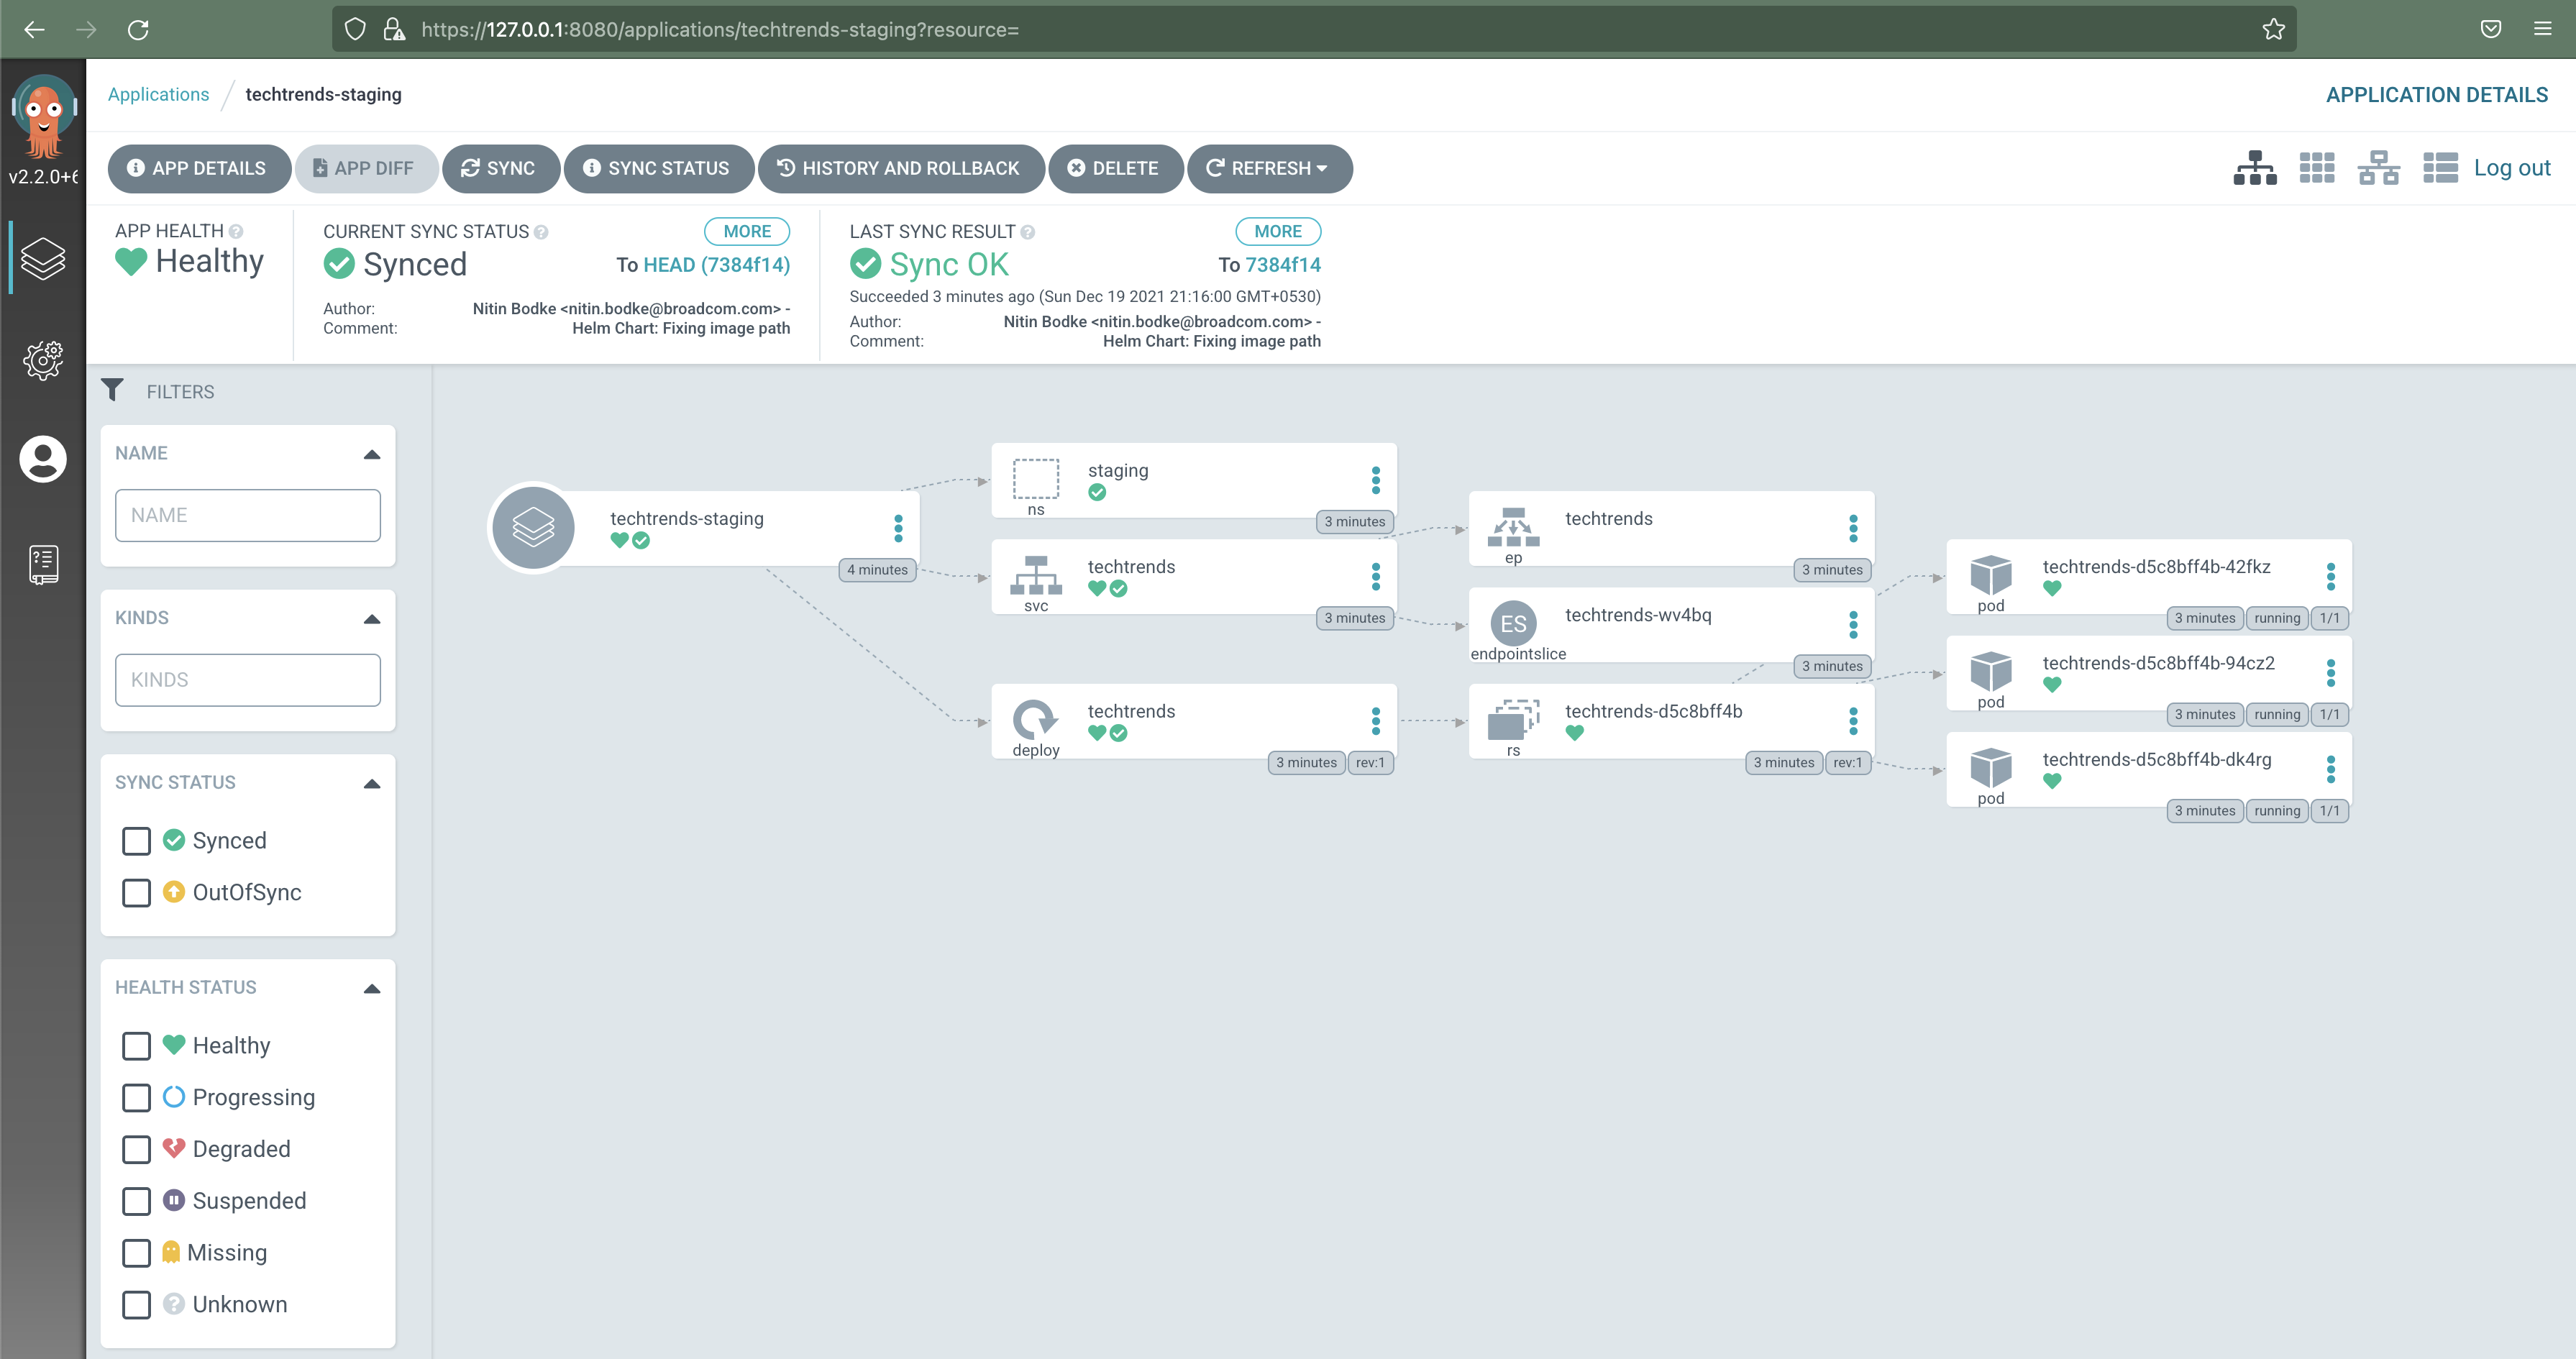 https://127.0.0.1:8080/applications/techtrends-staging?resource=
Applications / techtrends-staging
APPLICATION DETAILS
v2.2.0+6
APP DETAILS
APP DIFF
SYNC
SYNC STATUS
HISTORY AND ROLLBACK
DELETE
REFRESH
Log out
APP HEALTH
Healthy
CURRENT SYNC STATUS
MORE
Synced
To HEAD (7384f14)
Author: Nitin Bodke <nitin.bodke@broadcom.com> -
Comment: Helm Chart: Fixing image path
LAST SYNC RESULT
MORE
Sync OK
To 7384f14
Succeeded 3 minutes ago (Sun Dec 19 2021 21:16:00 GMT+0530)
Author: Nitin Bodke <nitin.bodke@broadcom.com> -
Comment: Helm Chart: Fixing image path
FILTERS
NAME
NAME
KINDS
KINDS
SYNC STATUS
Synced
OutOfSync
HEALTH STATUS
Healthy
Progressing
Degraded
Suspended
Missing
Unknown
techtrends-staging
4 minutes
staging
ns
3 minutes
techtrends
svc
3 minutes
techtrends
deploy
3 minutes rev:1
techtrends
ep
3 minutes
ES
techtrends-wv4bq
endpointslice
3 minutes
techtrends-d5c8bff4b
rs
3 minutes rev:1
techtrends-d5c8bff4b-42fkz
pod
3 minutes running 1/1
techtrends-d5c8bff4b-94cz2
pod
3 minutes running 1/1
techtrends-d5c8bff4b-dk4rg
pod
3 minutes running 1/1